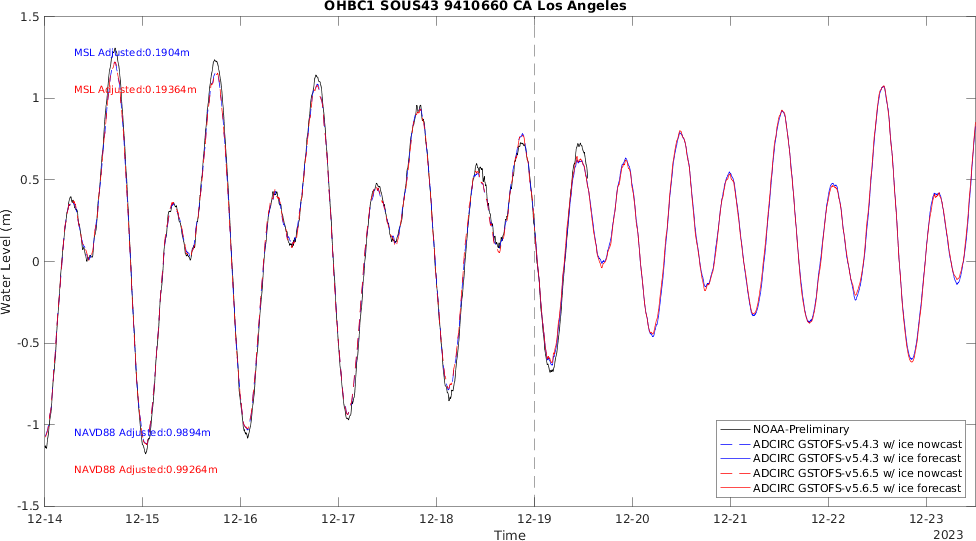 OHBC1 SOUS43 9410660 CA Los Angeles
1.5
1
0.5
0
-0.5
-1
-1.5
Water Level (m)
MSL Adjusted:0.1904m
MSL Adjusted:0.19364m
NAVD88 Adjusted:0.9894m
NAVD88 Adjusted:0.99264m
NOAA-Preliminary
ADCIRC GSTOFS-v5.4.3 w/ ice nowcast
ADCIRC GSTOFS-v5.4.3 w/ ice forecast
ADCIRC GSTOFS-v5.6.5 w/ ice nowcast
ADCIRC GSTOFS-v5.6.5 w/ ice forecast
12-14 12-15 12-16 12-17 12-18 12-19 12-20 12-21 12-22 12-23
Time
2023